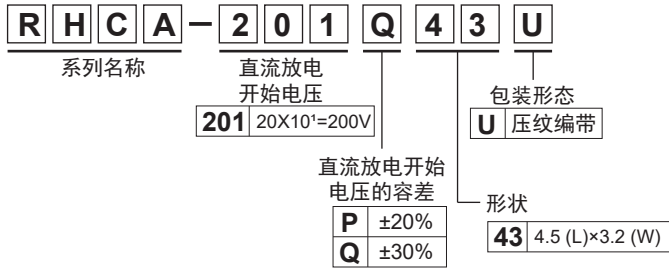 RHCA-201Q43U
系列名称
直流放电
开始电压
201 20X10¹=200V
包装形态
U 压纹编带
直流放电开始
电压的容差
P ±20%
Q ±30%
形状
43 4.5 (L)×3.2 (W)